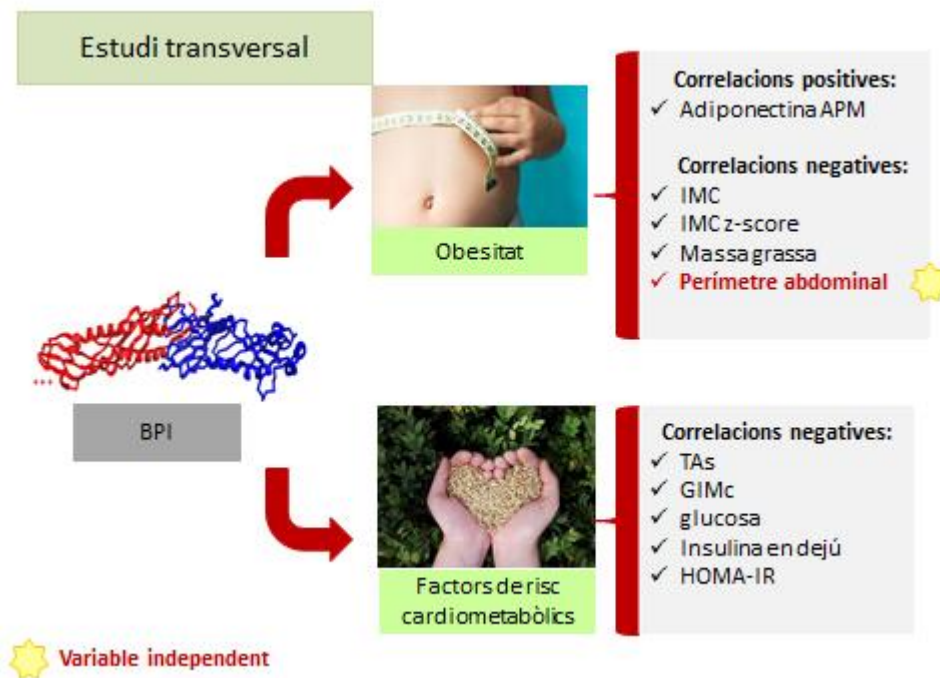 Estudi transversal
Correlacions positives:
✓ Adiponectina APM
Correlacions negatives:
✓ IMC
✓ IMC z-score
✓ Massa grassa
✓ Perímetre abdominal
Obesitat
BPI
Correlacions negatives:
✓ TAs
✓ GIMc
✓ glucosa
✓ Insulina en dejú
✓ HOMA-IR
Factors de risc
cardiometabòlics
Variable independent